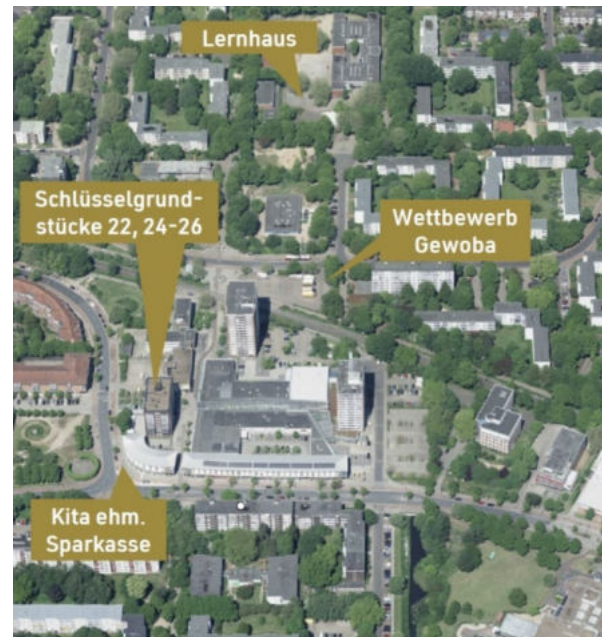 Lernhaus
Schlüsselgrund-
stücke 22, 24-26
Wettbewerb
Gewoba
Kita ehm.
Sparkasse